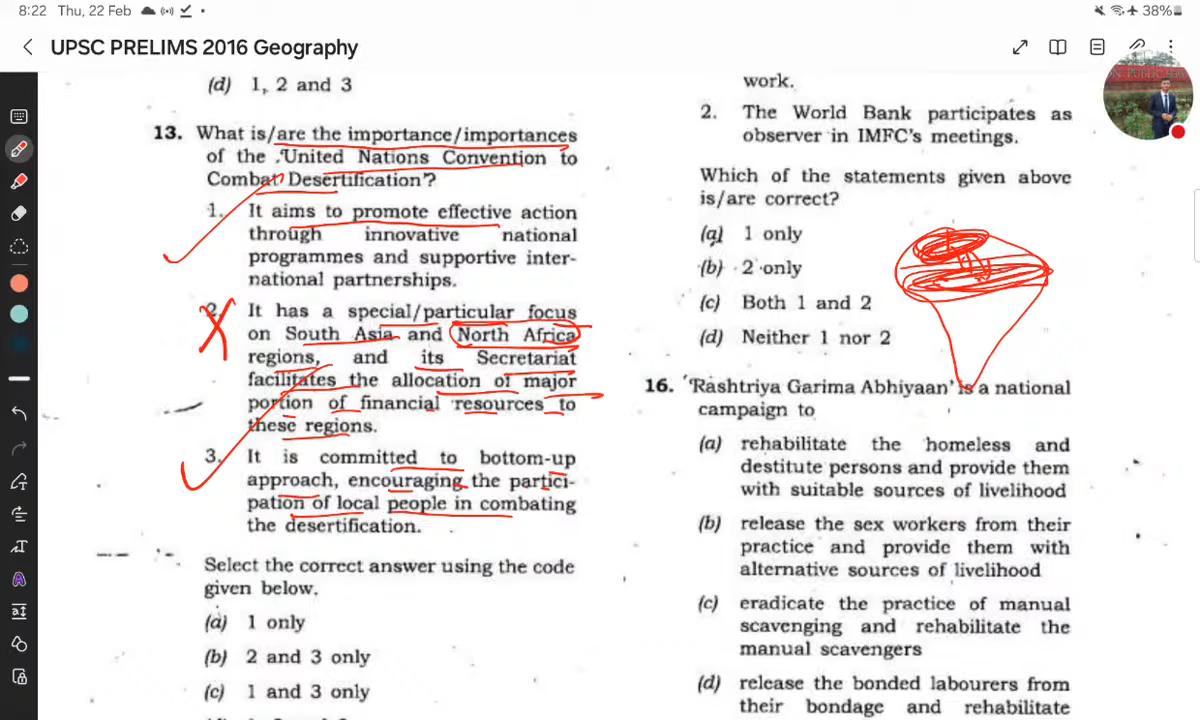 8:22 Thu, 22 Feb
38%
UPSC PRELIMS 2016 Geography
(d) 1, 2 and 3
13. What is/are the importance/importances
of the 'United Nations Convention to
Combat Desertification'?
1. It aims to promote effective action
through innovative national
programmes and supportive inter-
national partnerships.
2. It has a special/particular focus
on South Asia and North Africa
regions, and its Secretariat
facilitates the allocation of major
portion of financial resources to
these regions.
3. It is committed to bottom-up
approach, encouraging the partici-
pation of local people in combating
the desertification.
Select the correct answer using the code
given below.
(a) 1 only
(b) 2 and 3 only
(c) 1 and 3 only
work.
2. The World Bank participates as
observer in IMFC's meetings.
Which of the statements given above
is/are correct?
(a) 1 only
(b) 2 only
(c) Both 1 and 2
(d) Neither 1 nor 2
16. 'Rashtriya Garima Abhiyaan' is a national
campaign to
(a) rehabilitate the homeless and
destitute persons and provide them
with suitable sources of livelihood
(b) release the sex workers from their
practice and provide them with
alternative sources of livelihood
(c) eradicate the practice of manual
scavenging and rehabilitate the
manual scavengers
(d) release the bonded labourers from
their bondage and rehabilitate